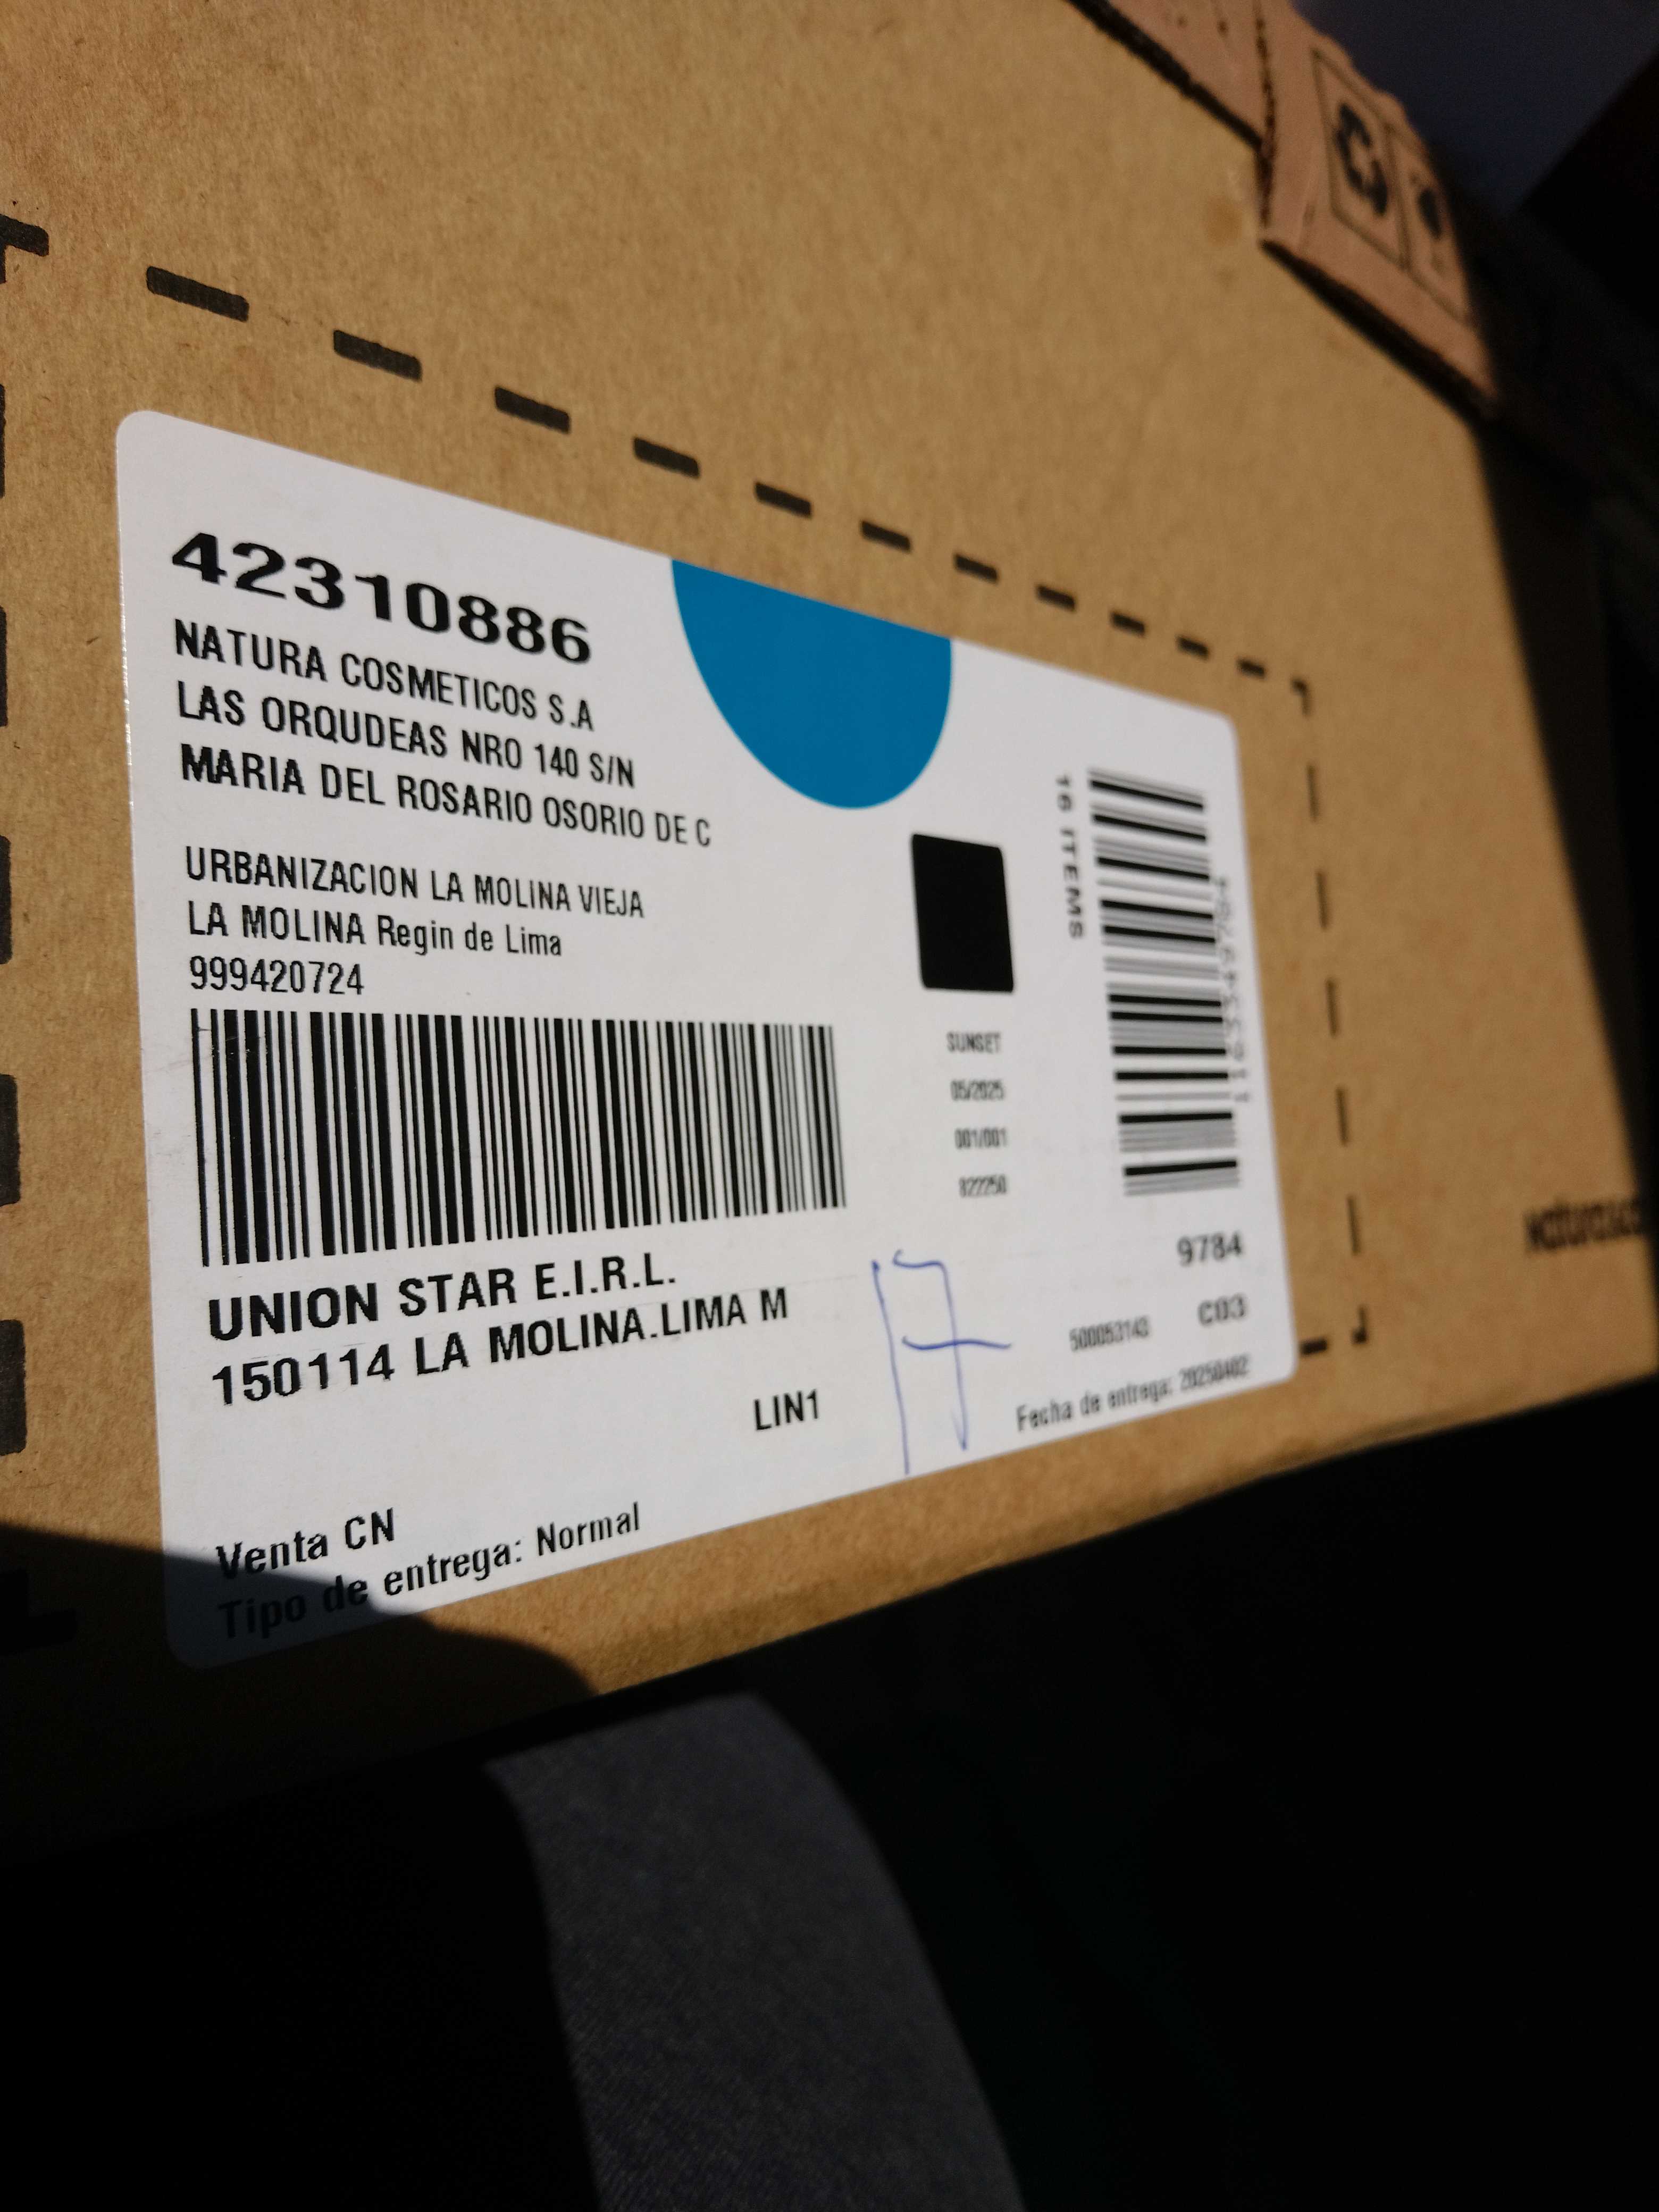 42310886
NATURA COSMETICOS S.A
LAS ORQUDEAS NRO 140 S/N
MARIA DEL ROSARIO OSORIO DE C
URBANIZACION LA MOLINA VIEJA
LA MOLINA Regin de Lima
999420724
16 ITEMS
SUNSET
05/2025
001/001
822250
UNION STAR E.I.R.L.
150114 LA MOLINA.LIMA M
9784
C03
500053143
LIN1
17
Fecha de entrega: 20250402
Venta CN
Tipo de entrega: Normal